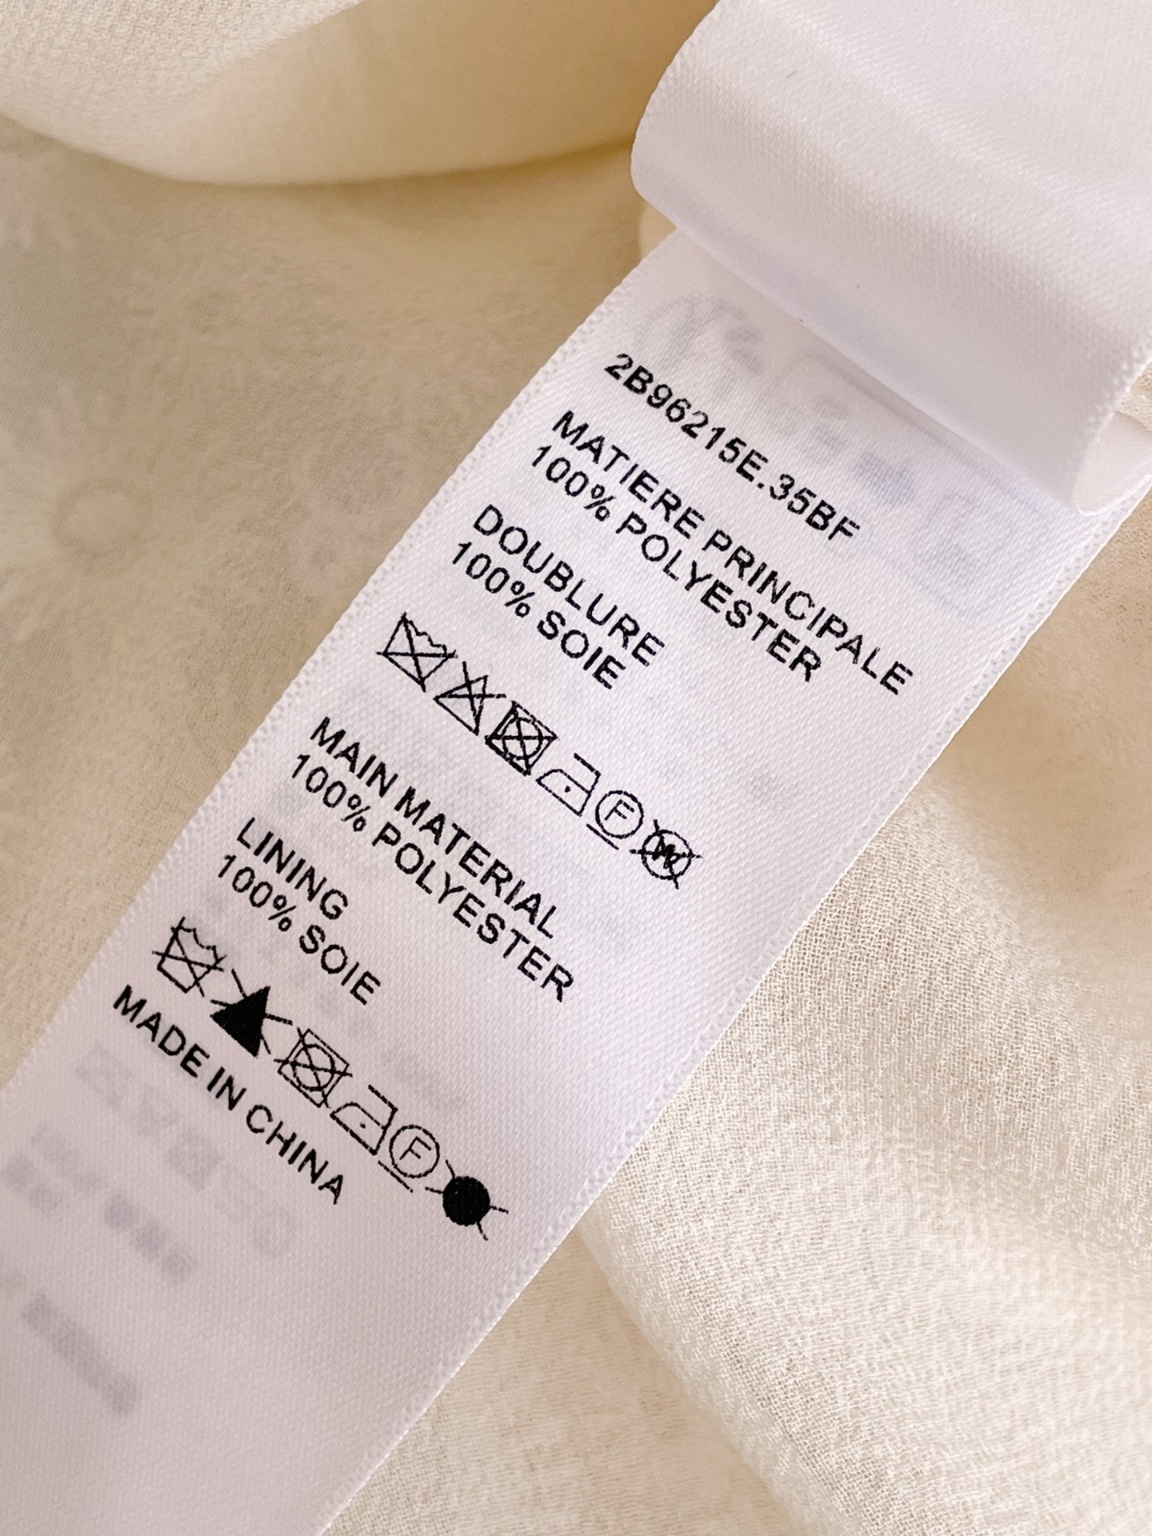 2B96215E.35BF
MATIERE PRINCIPALE
100% POLYESTER
DOUBLURE
100% SOIE
F W
MAIN MATERIAL
100% POLYESTER
LINING
100% SOIE
F
MADE IN CHINA